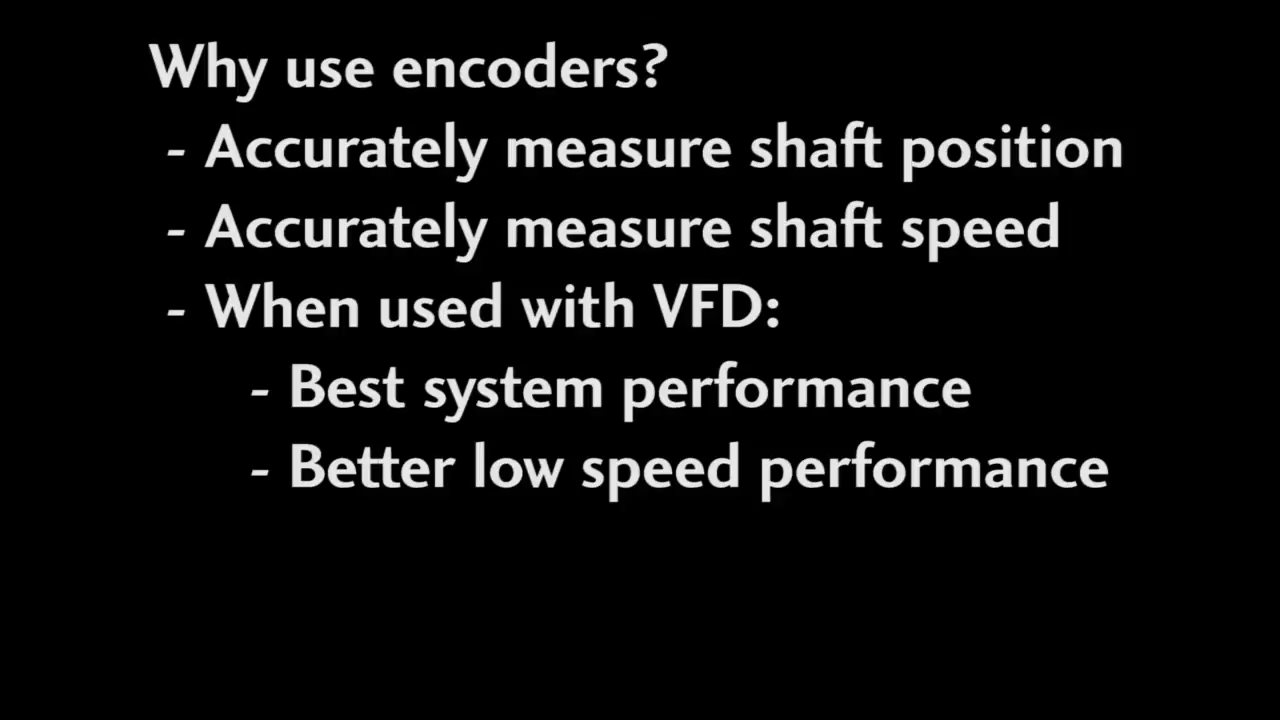 Why use encoders?
- Accurately measure shaft position
- Accurately measure shaft speed
- When used with VFD:
- Best system performance
- Better low speed performance